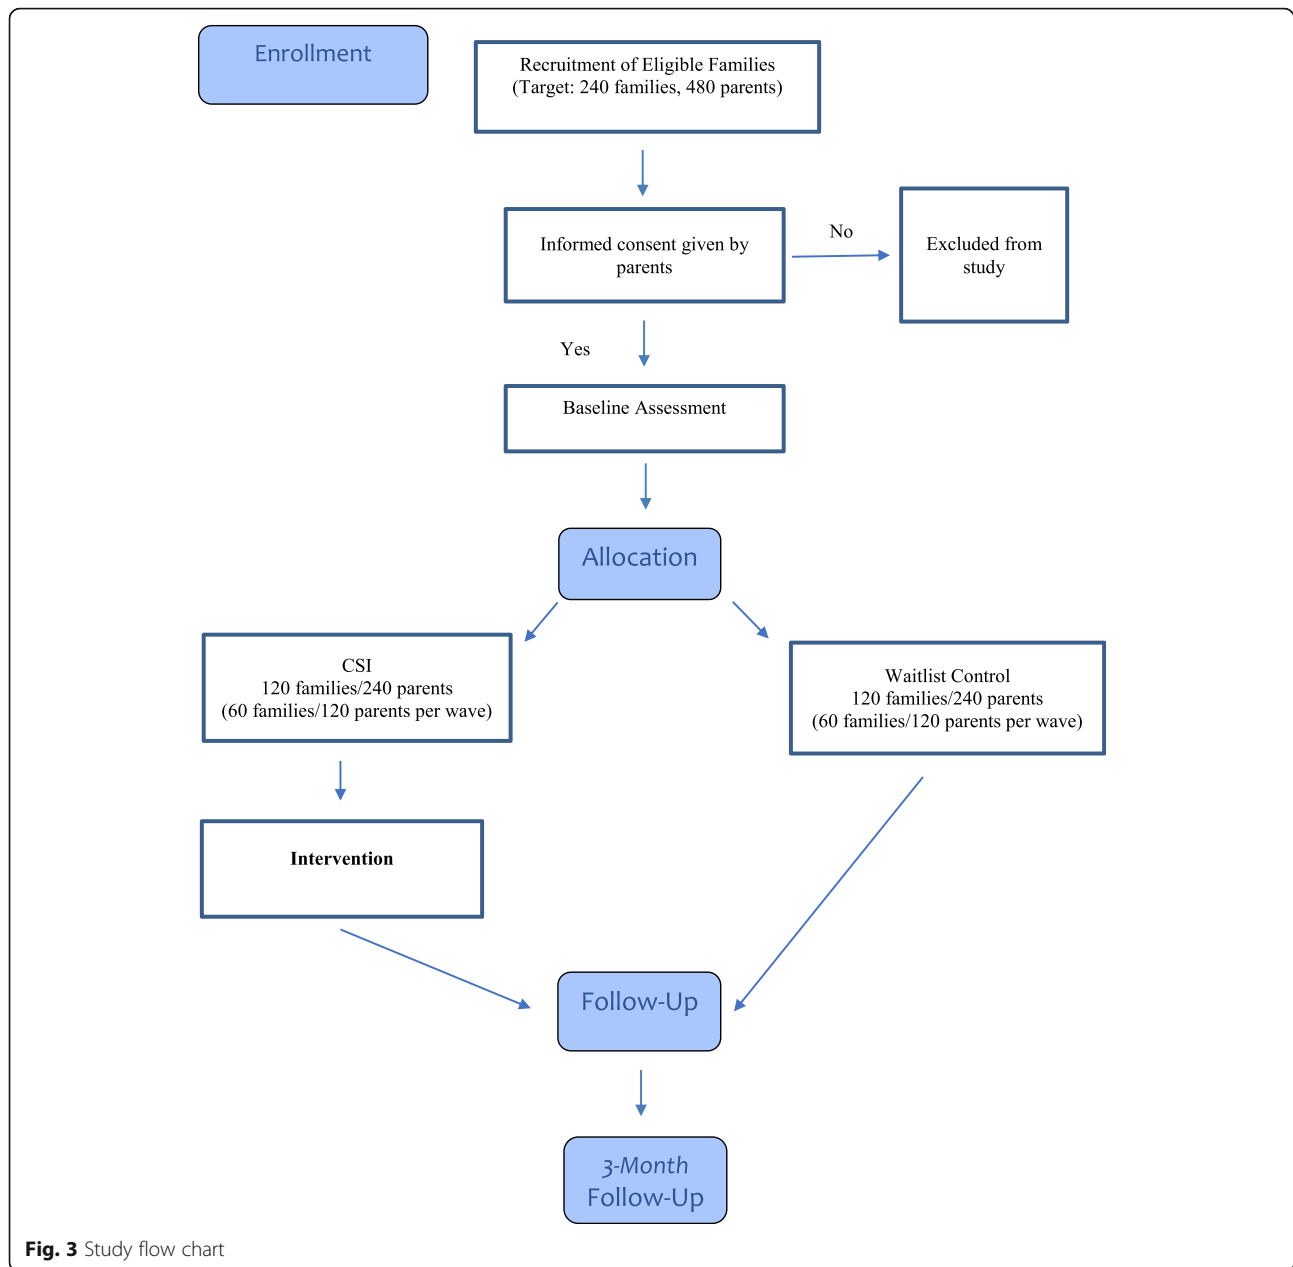 Enrollment
Recruitment of Eligible Families
(Target: 240 families, 480 parents)
Informed consent given by
parents
No
Excluded from
study
Yes
Baseline Assessment
Allocation
CSI
120 families/240 parents
(60 families/120 parents per wave)
Waitlist Control
120 families/240 parents
(60 families/120 parents per wave)
Intervention
Follow-Up
3-Month
Follow-Up
Fig. 3 Study flow chart